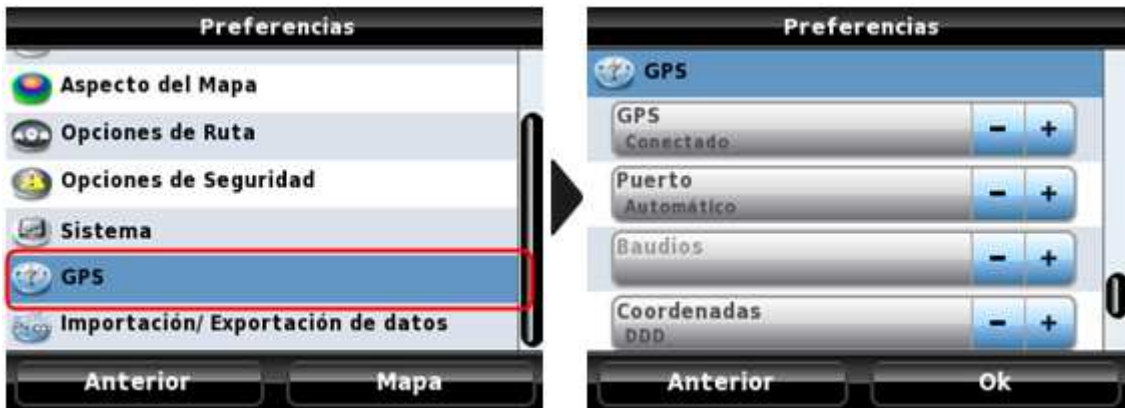 Preferencias
Aspecto del Mapa
Opciones de Ruta
Opciones de Seguridad
Sistema
GPS
Importación/ Exportación de datos
Anterior
Mapa
Preferencias
GPS
GPS
Conectado
- +
Puerto
Automático
- +
Baudios
- +
Coordenadas
DDD
- +
Anterior
Ok